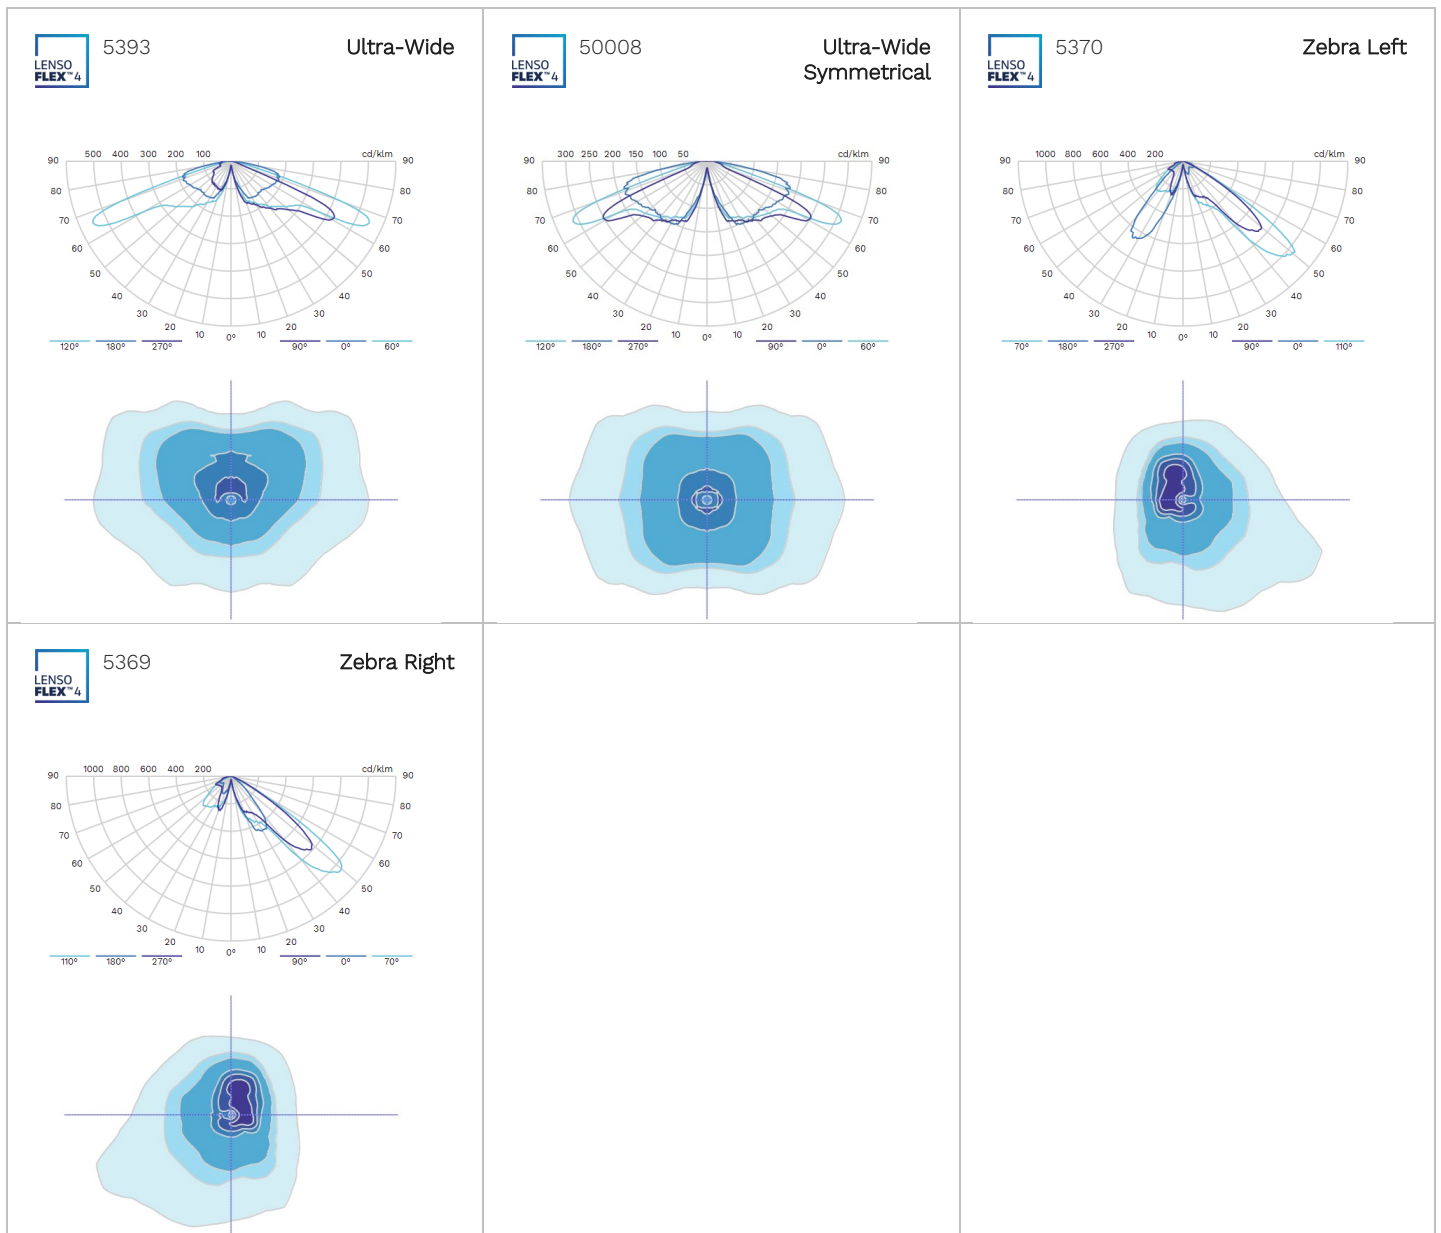 LENSO
FLEX™4
5393
Ultra-Wide
90 500 400 300 200 100 cd/klm 90
80 80
70 70
60 60
50 50
40 40
30 30
20 10 0° 10 20
120° 180° 270° 90° 0° 60°
LENSO
FLEX™4
50008
Ultra-Wide
Symmetrical
90 300 250 200 150 100 50 cd/klm 90
80 80
70 70
60 60
50 50
40 40
30 30
20 10 0° 10 20
120° 180° 270° 90° 0° 60°
LENSO
FLEX™4
5370
Zebra Left
90 1000 800 600 400 200 cd/klm 90
80 80
70 70
60 60
50 50
40 40
30 30
20 10 0° 10 20
70° 180° 270° 90° 0° 110°
LENSO
FLEX™4
5369
Zebra Right
90 1000 800 600 400 200 cd/klm 90
80 80
70 70
60 60
50 50
40 40
30 30
20 10 0° 10 20
110° 180° 270° 90° 0° 70°